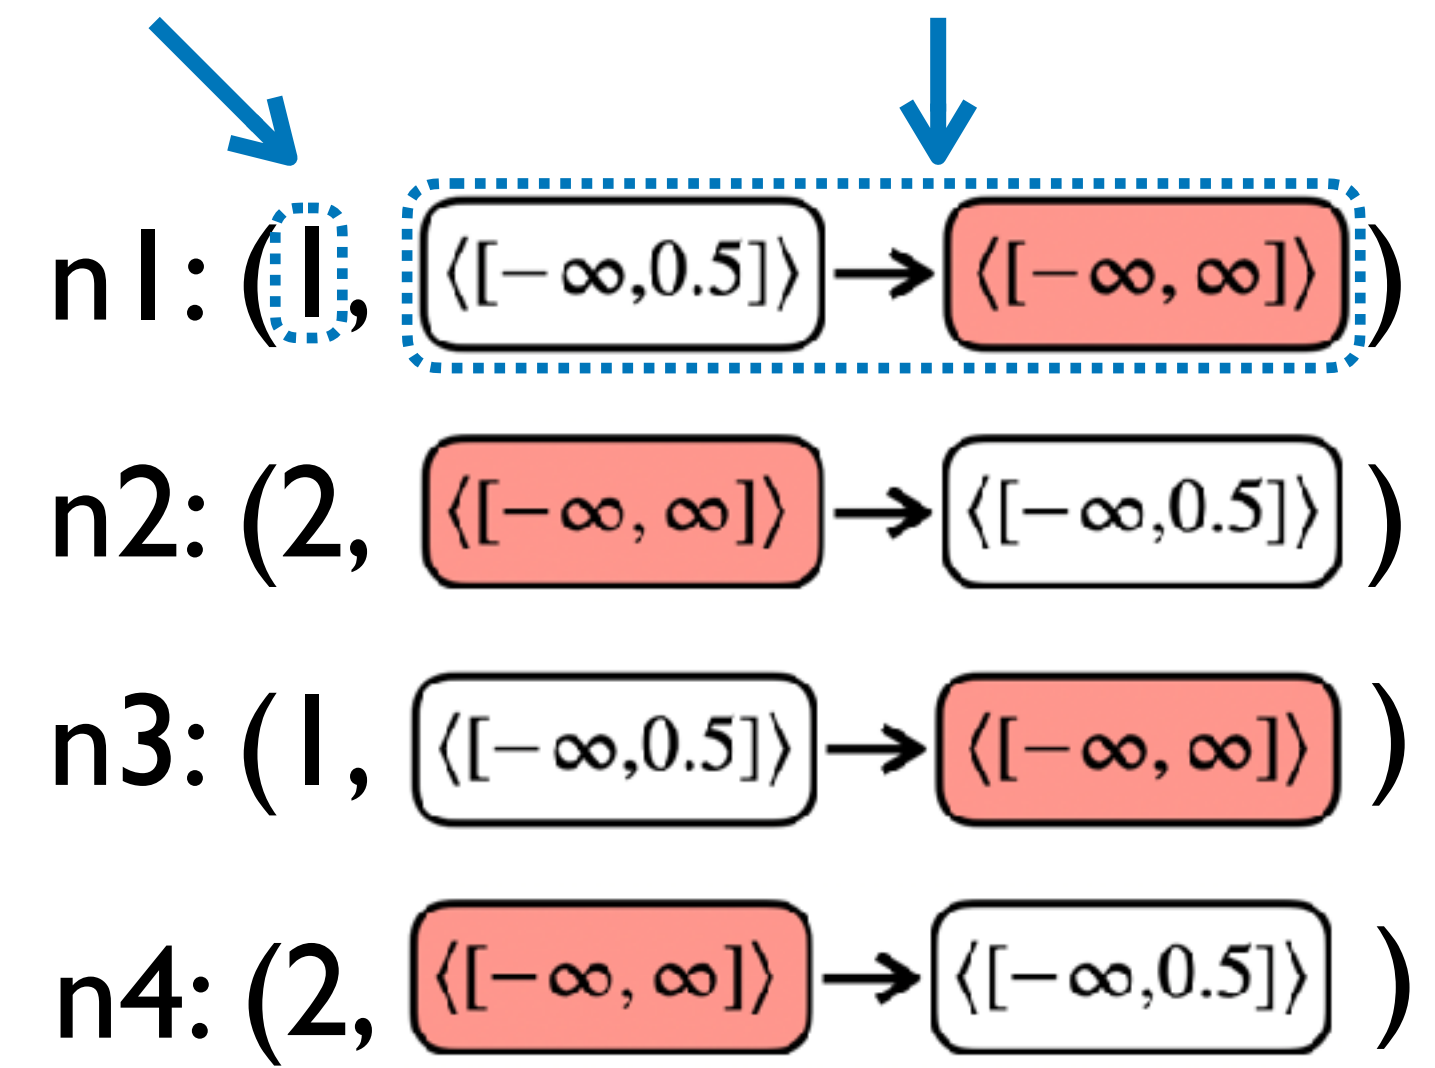 n1: (1, ⟨[−∞,0.5]⟩ → ⟨[−∞, ∞]⟩ )
n2: (2, ⟨[−∞, ∞]⟩ → ⟨[−∞,0.5]⟩ )
n3: (1, ⟨[−∞,0.5]⟩ → ⟨[−∞, ∞]⟩ )
n4: (2, ⟨[−∞, ∞]⟩ → ⟨[−∞,0.5]⟩ )